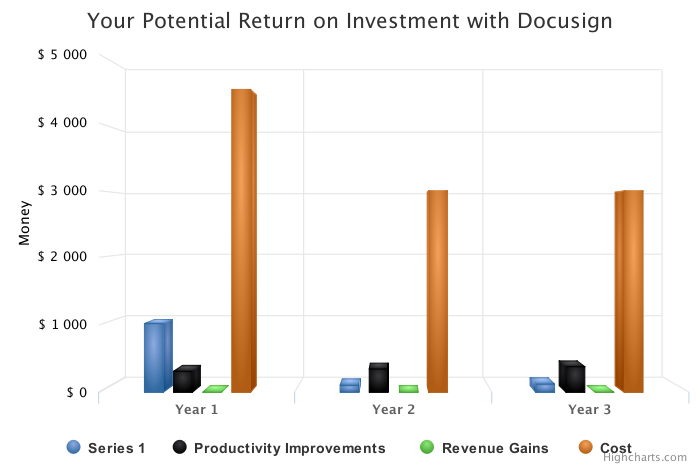 Your Potential Return on Investment with Docusign
$ 5 000
$ 4 000
$ 3 000
$ 2 000
$ 1 000
$ 0
Money
Year 1
Year 2
Year 3
Series 1
Productivity Improvements
Revenue Gains
Cost
Highcharts.com